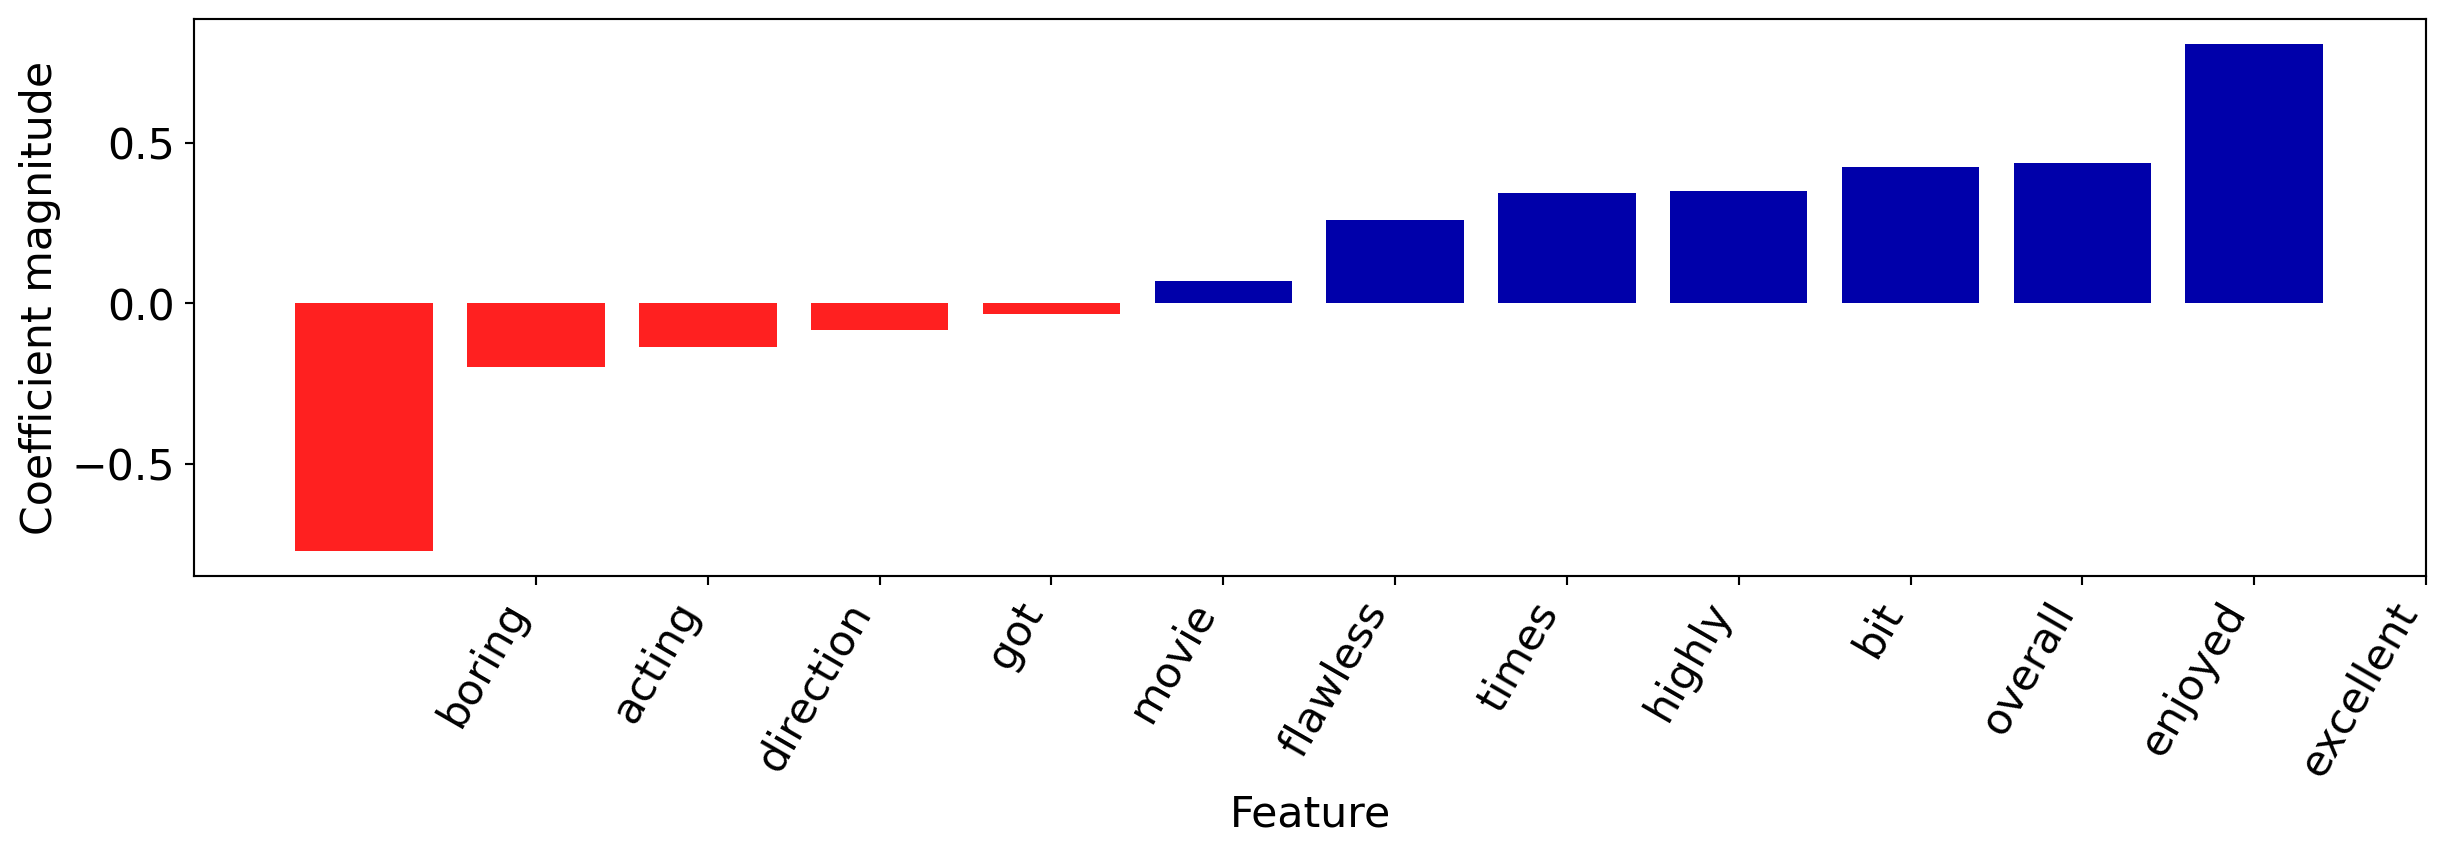 Coefficient magnitude
0.5
0.0
−0.5
boring
acting
direction
got
movie
flawless
times
highly
bit
overall
enjoyed
excellent
Feature